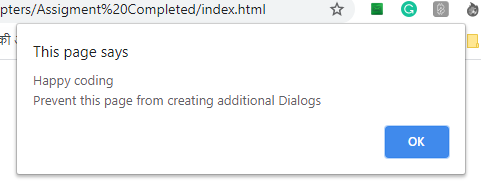 pters/Assigment%20Completed/index.html
की
This page says
Happy coding
Prevent this page from creating additional Dialogs
OK